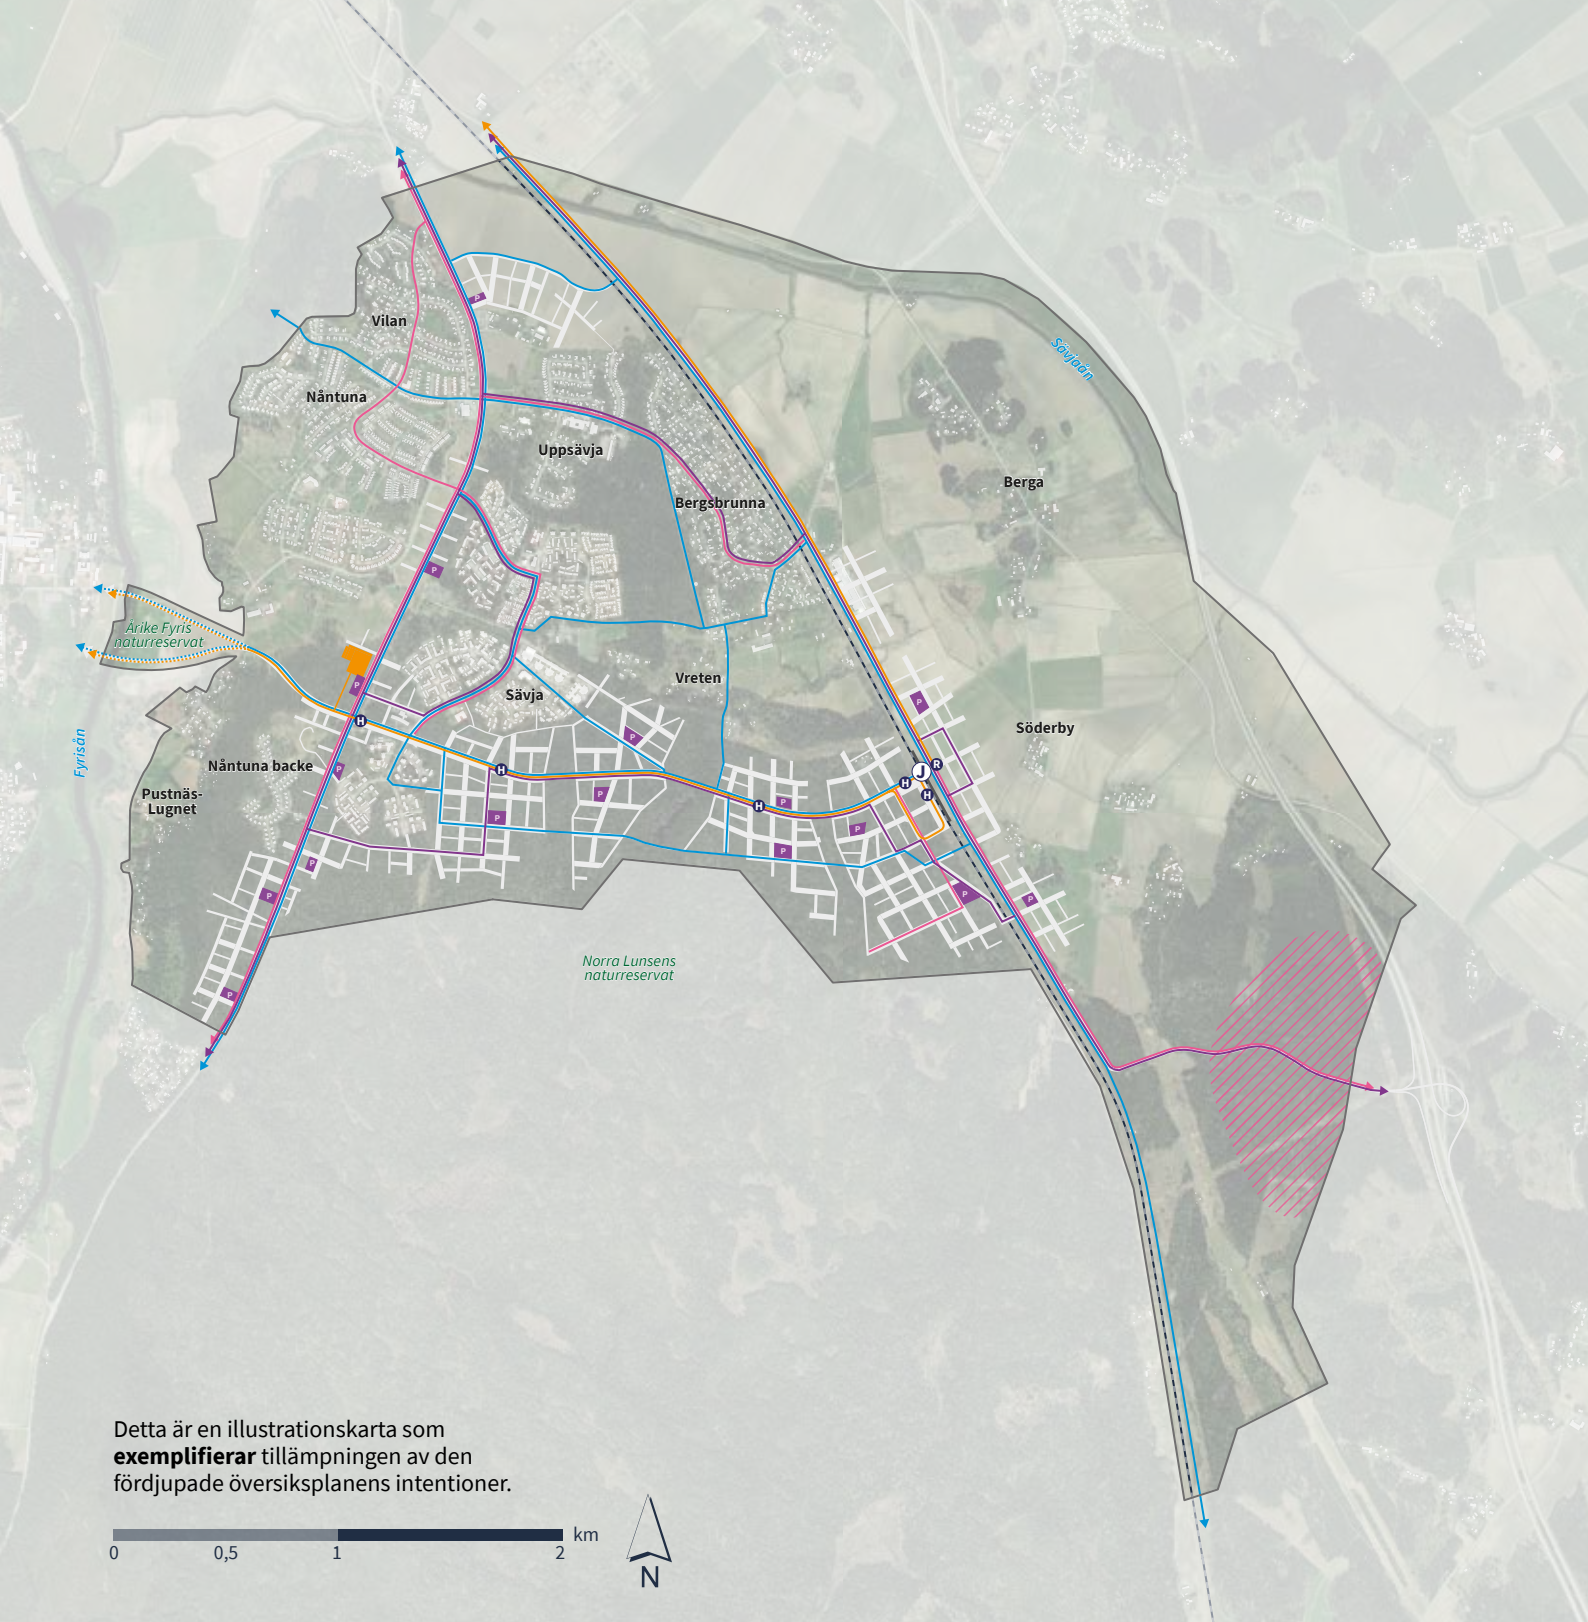 Vilan
Sävjaån
Nåntuna
Uppsävja
Berga
Bergsbrunna
P
P
Årike Fyris
naturreservat
Vreten
P
Sävja
P
Söderby
H
P
Fyrisån
Nåntuna backe
P
H
J
R
H
H
Pustnäs-
Lugnet
P
P
H
P
P
P
P
P
P
P
P
Norra Lunsens
naturreservat
P
Detta är en illustrationskarta som
exemplifierar tillämpningen av den
fördjupade översiksplanens intentioner.
km
0 0,5 1 2
N